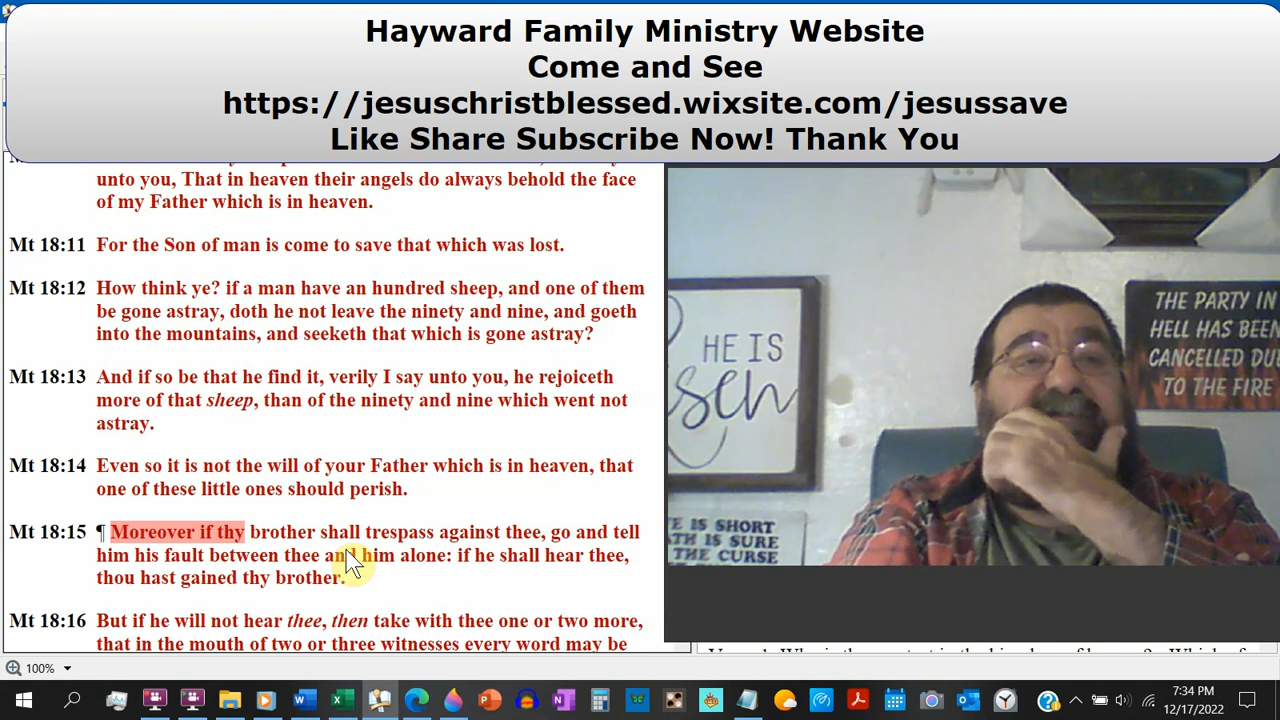 Hayward Family Ministry Website
Come and See
https://jesuschristblessed.wixsite.com/jesussave
Like Share Subscribe Now! Thank You
unto you, That in heaven their angels do always behold the face
of my Father which is in heaven.
Mt 18:11 For the Son of man is come to save that which was lost.
Mt 18:12 How think ye? if a man have an hundred sheep, and one of them
be gone astray, doth he not leave the ninety and nine, and goeth
into the mountains, and seeketh that which is gone astray?
Mt 18:13 And if so be that he find it, verily I say unto you, he rejoiceth
more of that sheep, than of the ninety and nine which went not
astray.
Mt 18:14 Even so it is not the will of your Father which is in heaven, that
one of these little ones should perish.
Mt 18:15 ¶ Moreover if thy brother shall trespass against thee, go and tell
him his fault between thee and him alone: if he shall hear thee,
thou hast gained thy brother.
Mt 18:16 But if he will not hear thee, then take with thee one or two more,
that in the mouth of two or three witnesses every word may be
HE IS
isen
THE PARTY IN
HELL HAS BEEN
CANCELLED DU
TO THE FIRE
E IS SHORT
TH IS SURE
THE CURSE
100%
7:34 PM
12/17/2022